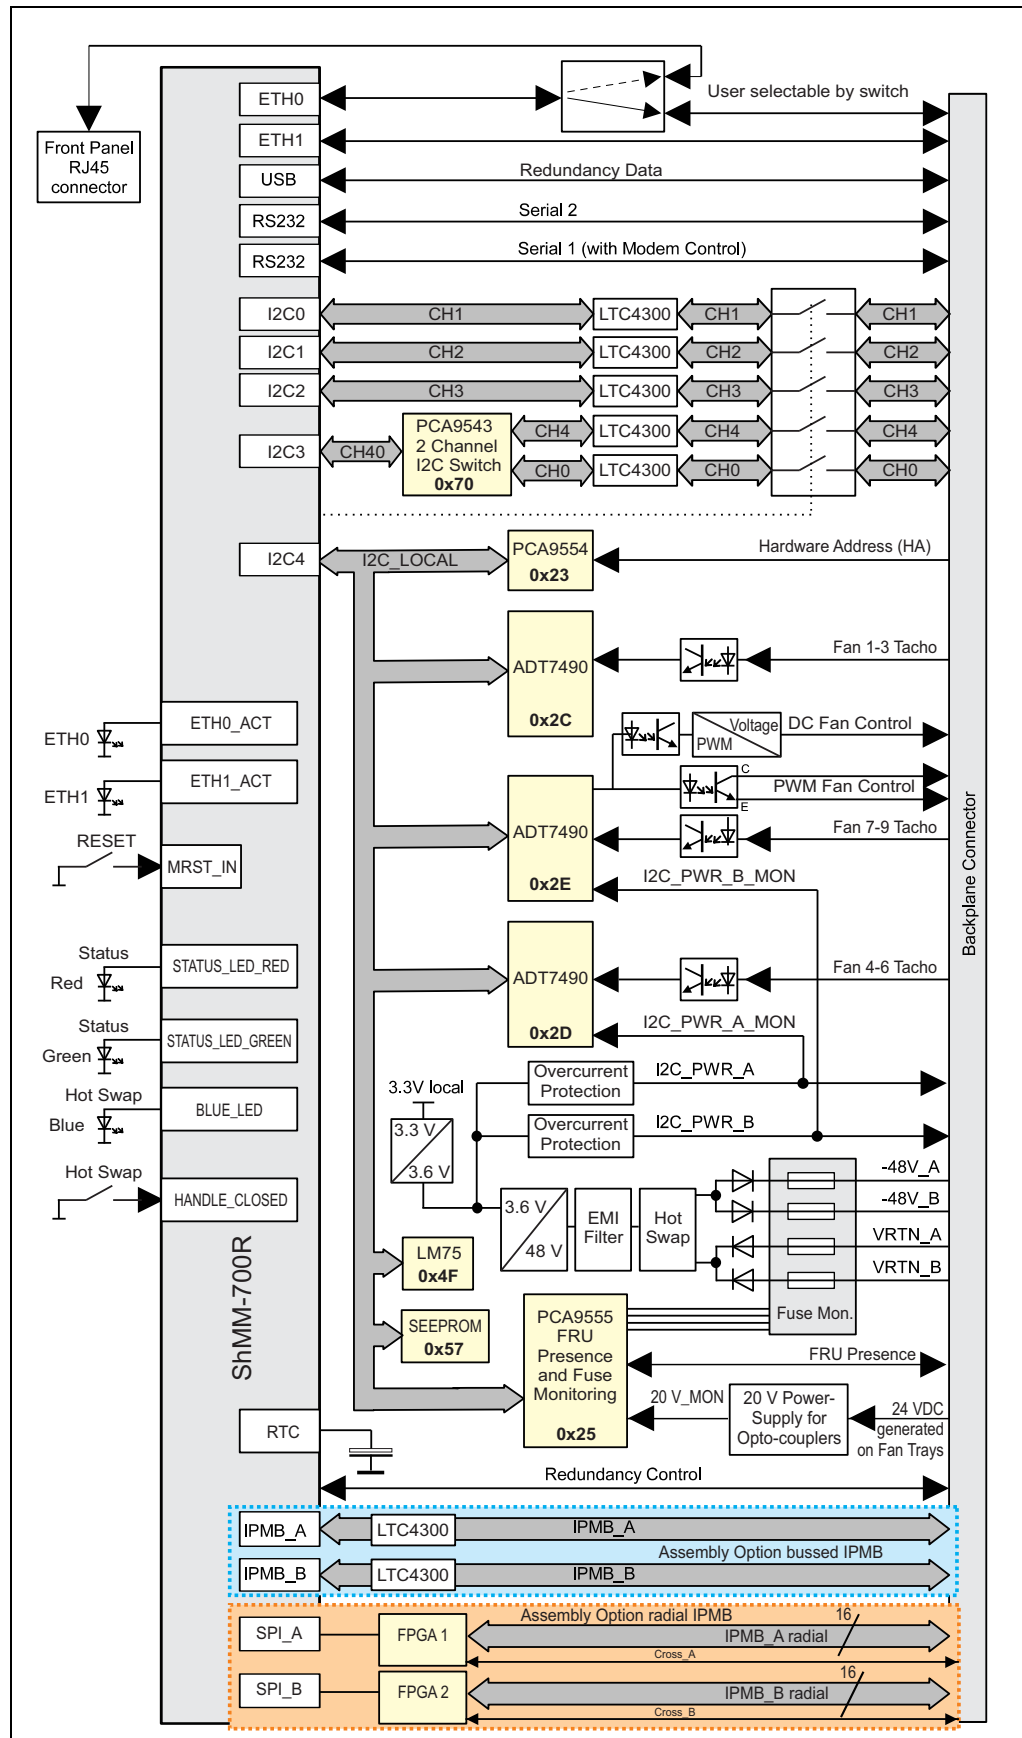 ETH0
User selectable by switch
ETH1
Front Panel
RJ45
connector
USB
Redundancy Data
RS232
Serial 2
RS232
Serial 1 (with Modem Control)
I2C0
CH1
LTC4300
CH1
CH1
I2C1
CH2
LTC4300
CH2
CH2
I2C2
CH3
LTC4300
CH3
CH3
I2C3
CH40
PCA9543
2 Channel
I2C Switch
0x70
CH4
LTC4300
CH4
CH4
CH0
LTC4300
CH0
CH0
I2C4
I2C_LOCAL
PCA9554
0x23
Hardware Address (HA)
ADT7490
0x2C
Fan 1-3 Tacho
ETH0
ETH0_ACT
Voltage
PWM
DC Fan Control
ETH1
ETH1_ACT
C
E
PWM Fan Control
ADT7490
0x2E
Fan 7-9 Tacho
RESET
MRST_IN
I2C_PWR_B_MON
Backplane Connector
Status
Red
STATUS_LED_RED
ADT7490
0x2D
Fan 4-6 Tacho
Status
Green
STATUS_LED_GREEN
I2C_PWR_A_MON
Hot Swap
Blue
BLUE_LED
3.3V local
3.3 V
3.6 V
Overcurrent
Protection
I2C_PWR_A
Overcurrent
Protection
I2C_PWR_B
Hot Swap
HANDLE_CLOSED
3.6 V
48 V
EMI
Filter
Hot
Swap
-48V_A
-48V_B
VRTN_A
VRTN_B
Fuse Mon.
ShMM-700R
LM75
0x4F
SEEPROM
0x57
PCA9555
FRU
Presence
and Fuse
Monitoring
0x25
FRU Presence
20 V_MON
20 V Power-
Supply for
Opto-couplers
24 VDC
generated
on Fan Trays
RTC
Redundancy Control
IPMB_A
LTC4300
IPMB_A
Assembly Option bussed IPMB
IPMB_B
LTC4300
IPMB_B
Assembly Option radial IPMB
SPI_A
FPGA 1
16
IPMB_A radial
Cross_A
SPI_B
FPGA 2
16
IPMB_B radial
Cross_B